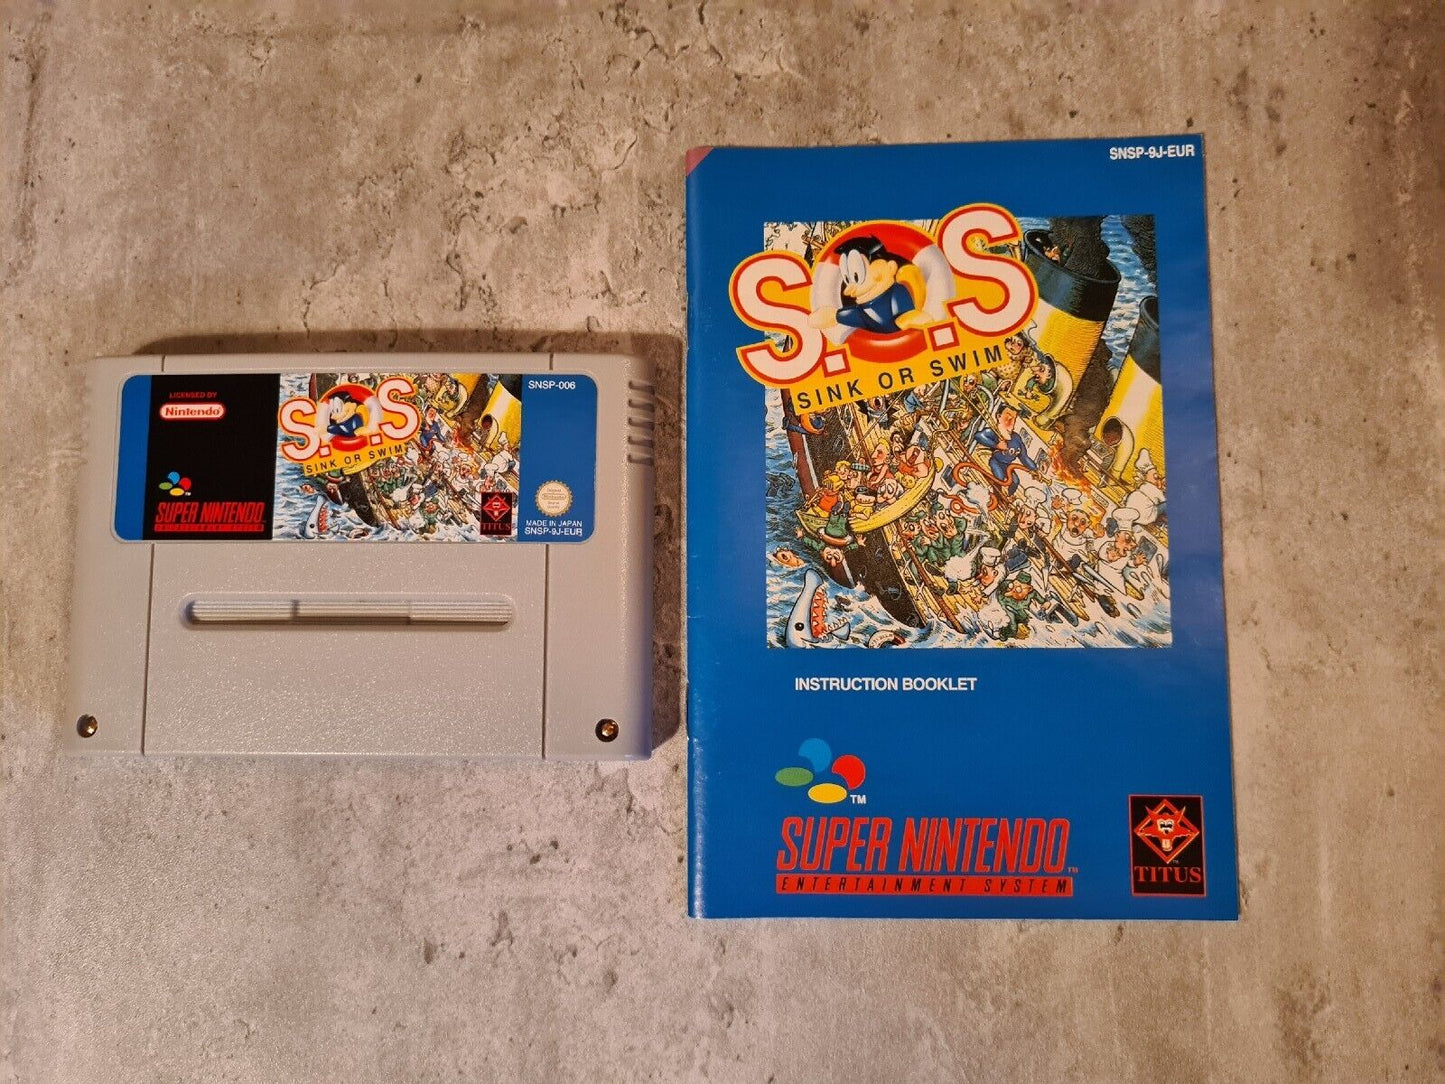 LICENSED BY
Nintendo
SUPER NINTENDO
S.O.S
SINK OR SWIM
TITUS
SNSP-006
MADE IN JAPAN
SNSP-9J-EUR
SNSP-9J-EUR
S.O.S
SINK OR SWIM
INSTRUCTION BOOKLET
TM
SUPER NINTENDO
TM
ENTERTAINMENT SYSTEM
TITUS